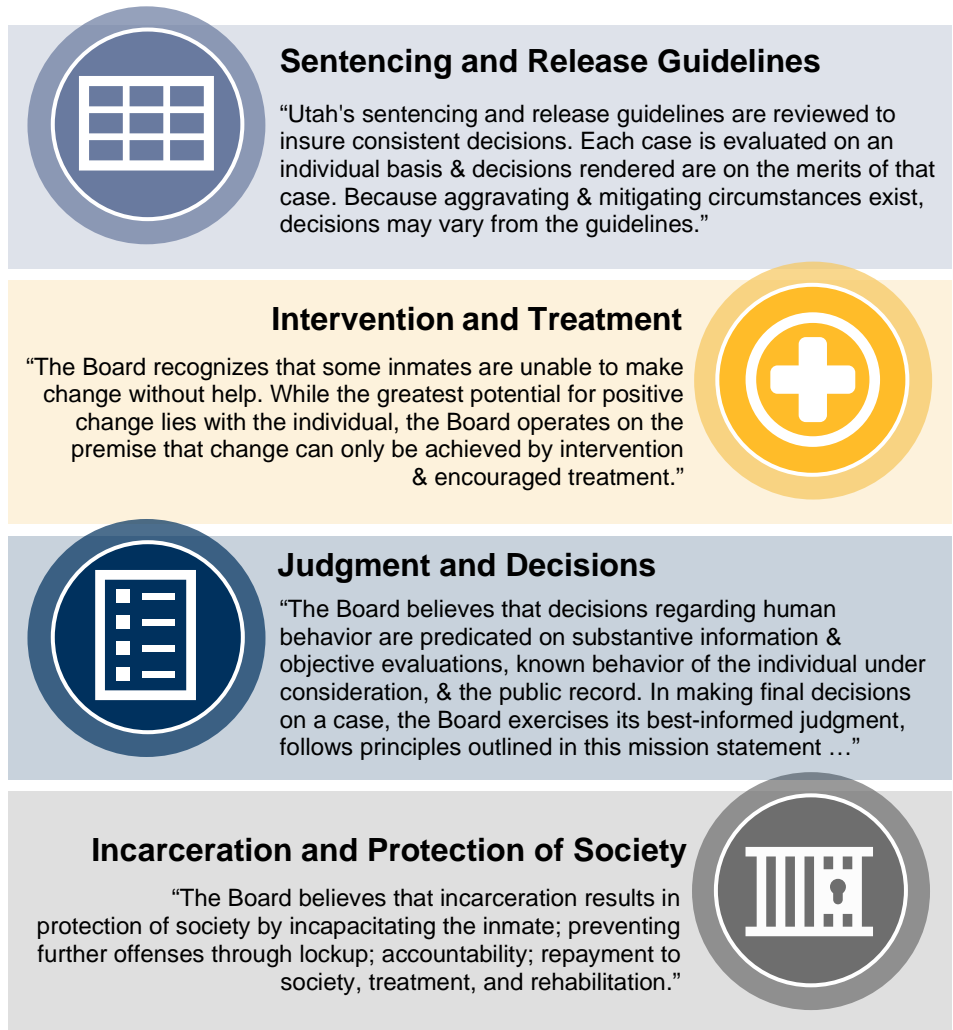 Sentencing and Release Guidelines
“Utah's sentencing and release guidelines are reviewed to
insure consistent decisions. Each case is evaluated on an
individual basis & decisions rendered are on the merits of that
case. Because aggravating & mitigating circumstances exist,
decisions may vary from the guidelines.”
Intervention and Treatment
“The Board recognizes that some inmates are unable to make
change without help. While the greatest potential for positive
change lies with the individual, the Board operates on the
premise that change can only be achieved by intervention
& encouraged treatment.”
Judgment and Decisions
“The Board believes that decisions regarding human
behavior are predicated on substantive information &
objective evaluations, known behavior of the individual under
consideration, & the public record. In making final decisions
on a case, the Board exercises its best-informed judgment,
follows principles outlined in this mission statement …”
Incarceration and Protection of Society
“The Board believes that incarceration results in
protection of society by incapacitating the inmate; preventing
further offenses through lockup; accountability; repayment to
society, treatment, and rehabilitation.”